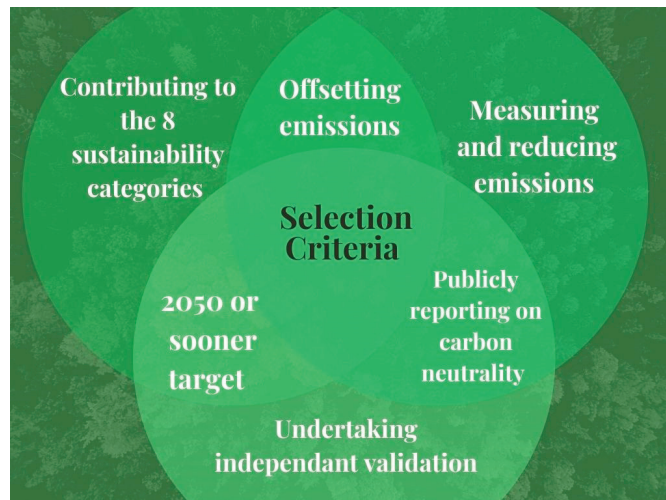 Contributing to
the 8
sustainability
categories
Offsetting
emissions
Measuring
and reducing
emissions
Selection
Criteria
2050 or
sooner
target
Publicly
reporting on
carbon
neutrality
Undertaking
independant validation